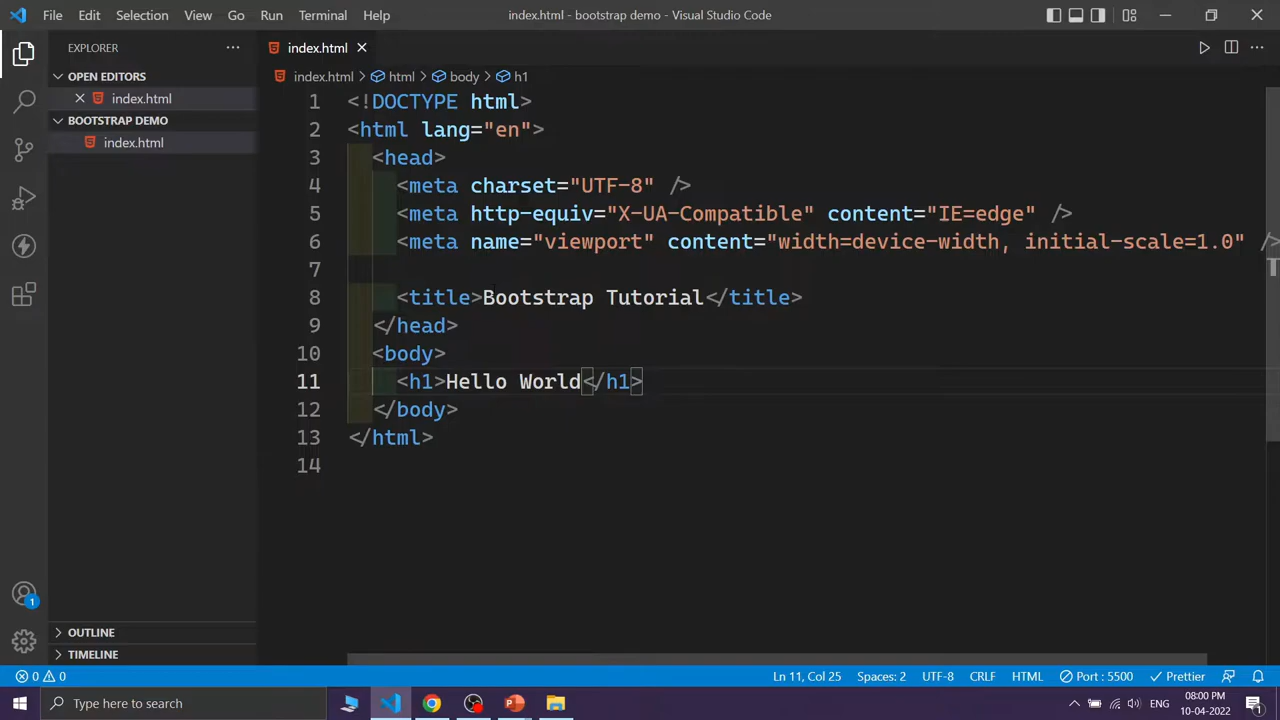 File Edit Selection View Go Run Terminal Help index.html - bootstrap demo - Visual Studio Code
EXPLORER
OPEN EDITORS
index.html
BOOTSTRAP DEMO
index.html
OUTLINE
TIMELINE
index.html
index.html > html > body > h1
1 <!DOCTYPE html>
2 <html lang="en">
3 <head>
4 <meta charset="UTF-8" />
5 <meta http-equiv="X-UA-Compatible" content="IE=edge" />
6 <meta name="viewport" content="width=device-width, initial-scale=1.0" />
7
8 <title>Bootstrap Tutorial</title>
9 </head>
10 <body>
11 <h1>Hello World</h1>
12 </body>
13 </html>
14
1
0 0 Ln 11, Col 25 Spaces: 2 UTF-8 CRLF HTML Port : 5500 Prettier
Type here to search
ENG
08:00 PM
10-04-2022
1